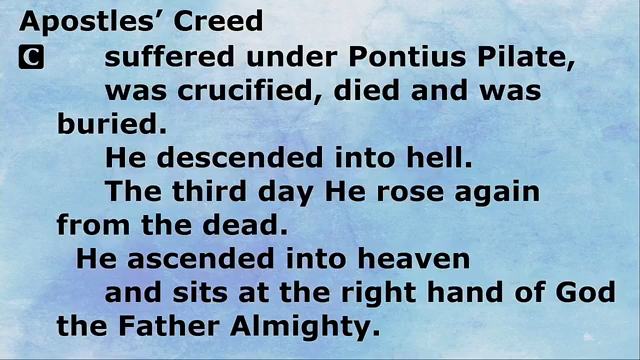 Apostles’ Creed
C suffered under Pontius Pilate,
was crucified, died and was
buried.
He descended into hell.
The third day He rose again
from the dead.
He ascended into heaven
and sits at the right hand of God
the Father Almighty.